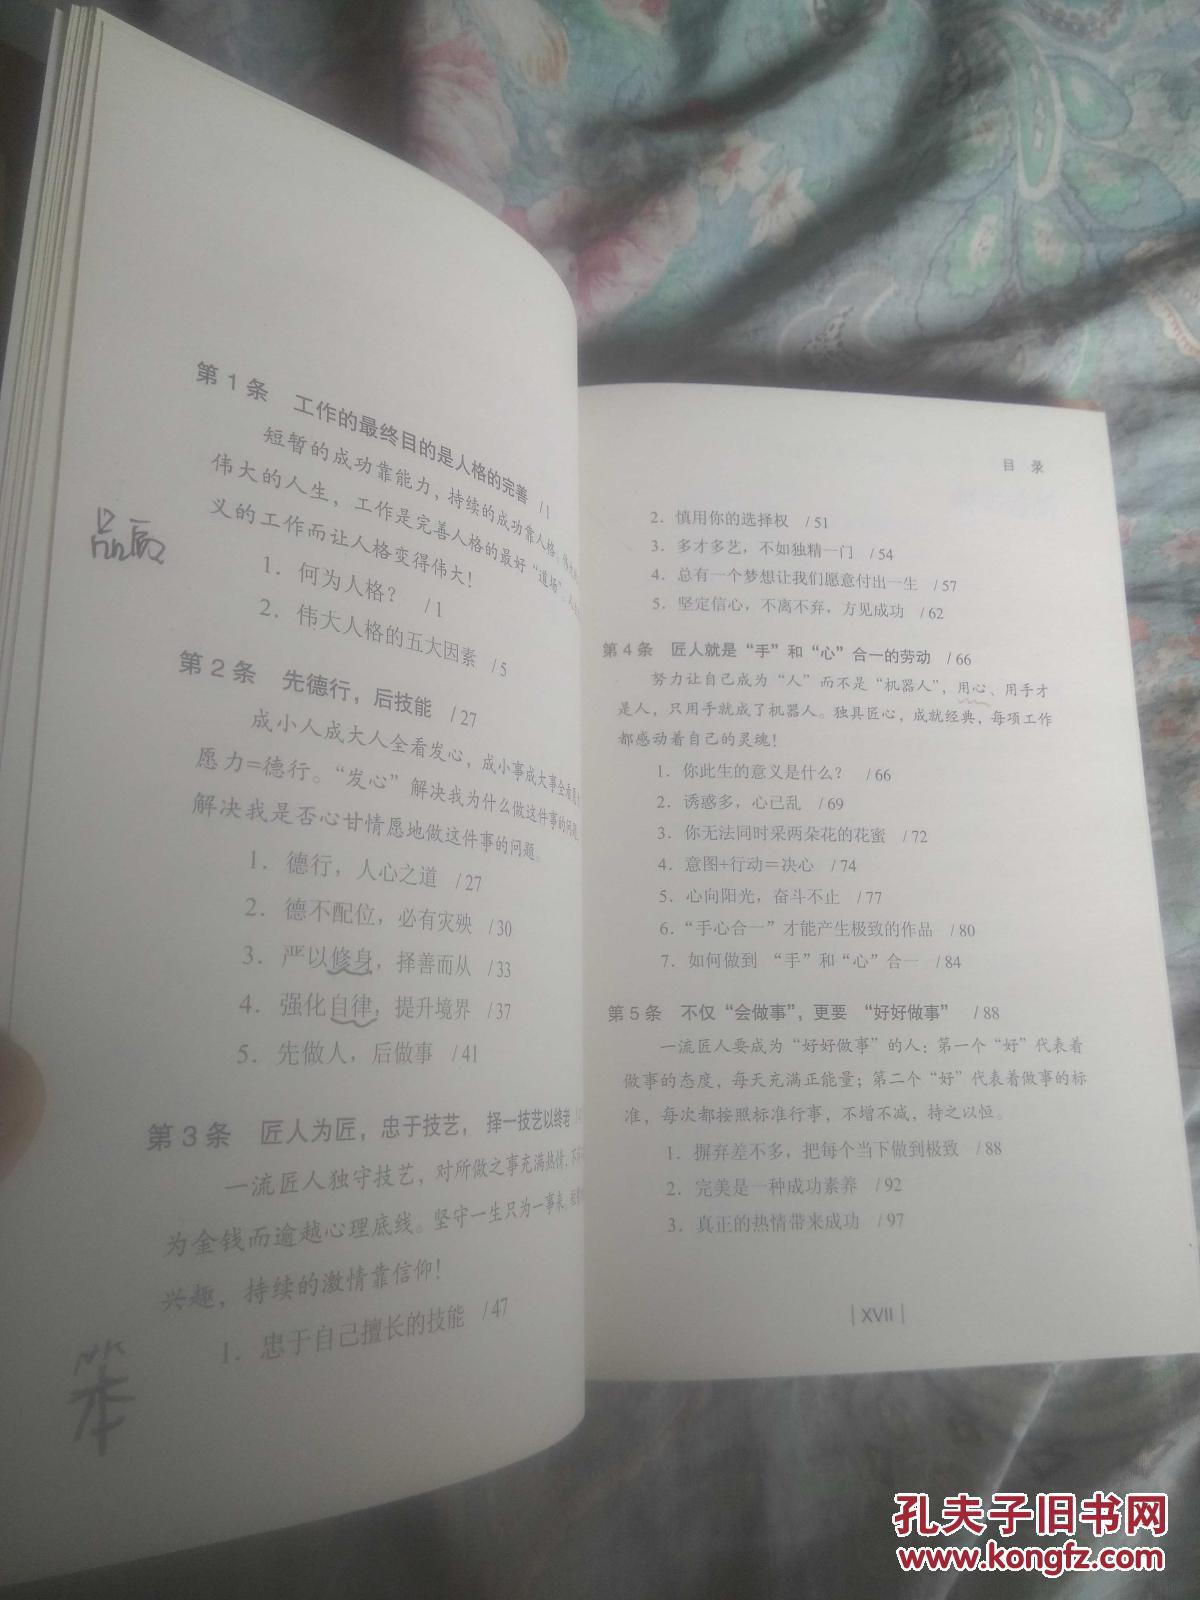 第1条 工作的最终目的是人格的完善 /1
短暂的成功靠能力，持续的成功靠人格。
伟大的人生，工作是完善人格的最好“道场”。
义的工作而让人格变得伟大！
1. 何为人格？ /1
2. 伟大人格的五大因素 /5
第2条 先德行，后技能 /27
成小人成大人全看发心，成小事成大事全看愿
愿力=德行。“发心”解决我为什么做这件事的问题，
解决我是否心甘情愿地做这件事的问题。
1. 德行，人心之道 /27
2. 德不配位，必有灾殃 /30
3. 严以修身，择善而从 /33
4. 强化自律，提升境界 /37
5. 先做人，后做事 /41
第3条 匠人为匠，忠于技艺，择一技艺以终老
一流匠人独守技艺，对所做之事充满热情，
为金钱而逾越心理底线。坚守一生只为一事来，
兴趣，持续的激情靠信仰！
1. 忠于自己擅长的技能 /47
笨
目 录
2. 慎用你的选择权 /51
3. 多才多艺，不如独精一门 /54
4. 总有一个梦想让我们愿意付出一生 /57
5. 坚定信心，不离不弃，方见成功 /62
第4条 匠人就是“手”和“心”合一的劳动 /66
努力让自己成为“人”而不是“机器人”，用心、用手才
是人，只用手就成了机器人。独具匠心，成就经典，每项工作
都感动着自己的灵魂！
1. 你此生的意义是什么？ /66
2. 诱惑多，心已乱 /69
3. 你无法同时采两朵花的花蜜 /72
4. 意图+行动=决心 /74
5. 心向阳光，奋斗不止 /77
6. “手心合一”才能产生极致的作品 /80
7. 如何做到 “手”和“心”合一 /84
第5条 不仅“会做事”，更要 “好好做事” /88
一流匠人要成为“好好做事”的人：第一个“好”代表着
做事的态度，每天充满正能量；第二个“好”代表着做事的标
准，每次都按照标准行事，不增不减，持之以恒。
1. 摒弃差不多，把每个当下做到极致 /88
2. 完美是一种成功素养 /92
3. 真正的热情带来成功 /97
| XVII |
孔夫子旧书网
www.kongfz.com